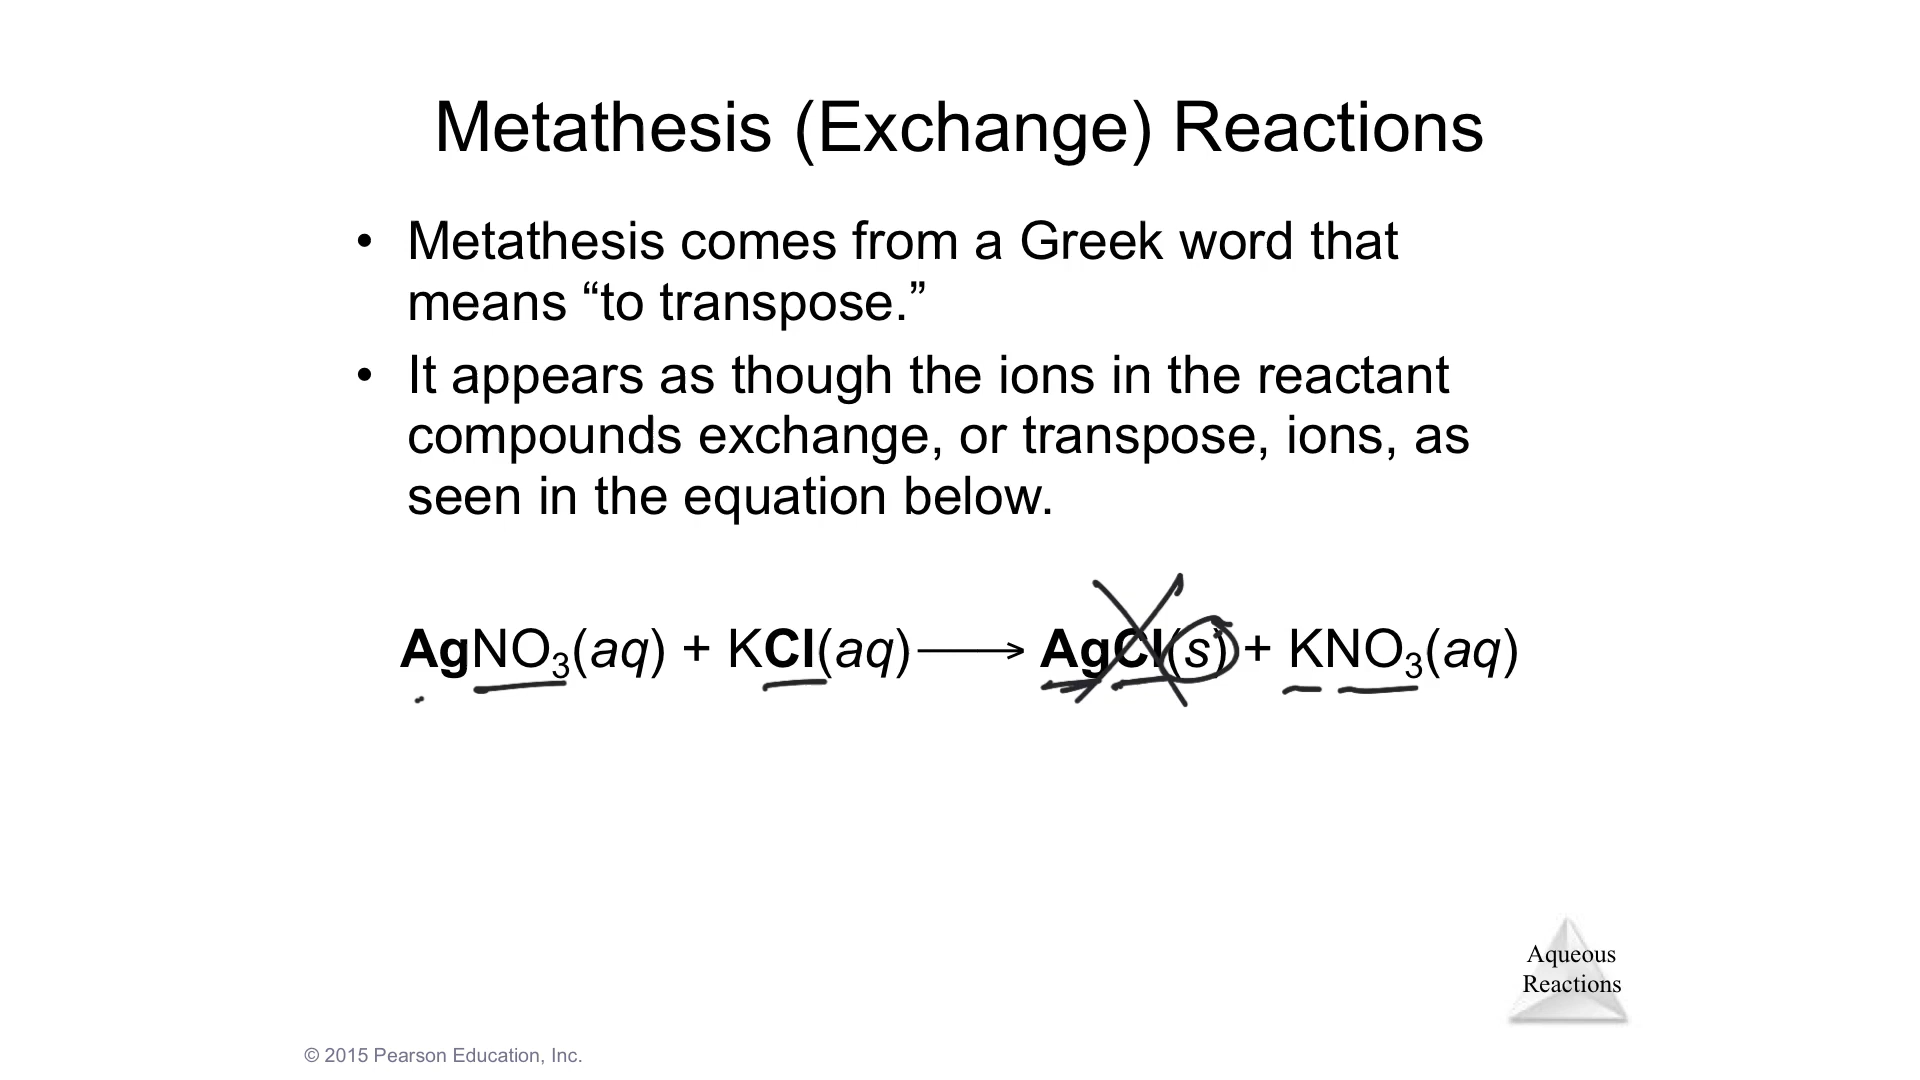 Metathesis (Exchange) Reactions
• Metathesis comes from a Greek word that
means “to transpose.”
• It appears as though the ions in the reactant
compounds exchange, or transpose, ions, as
seen in the equation below.
AgNO₃(aq) + KCl(aq) ⟶ AgCl(s) + KNO₃(aq)
Aqueous
Reactions
© 2015 Pearson Education, Inc.